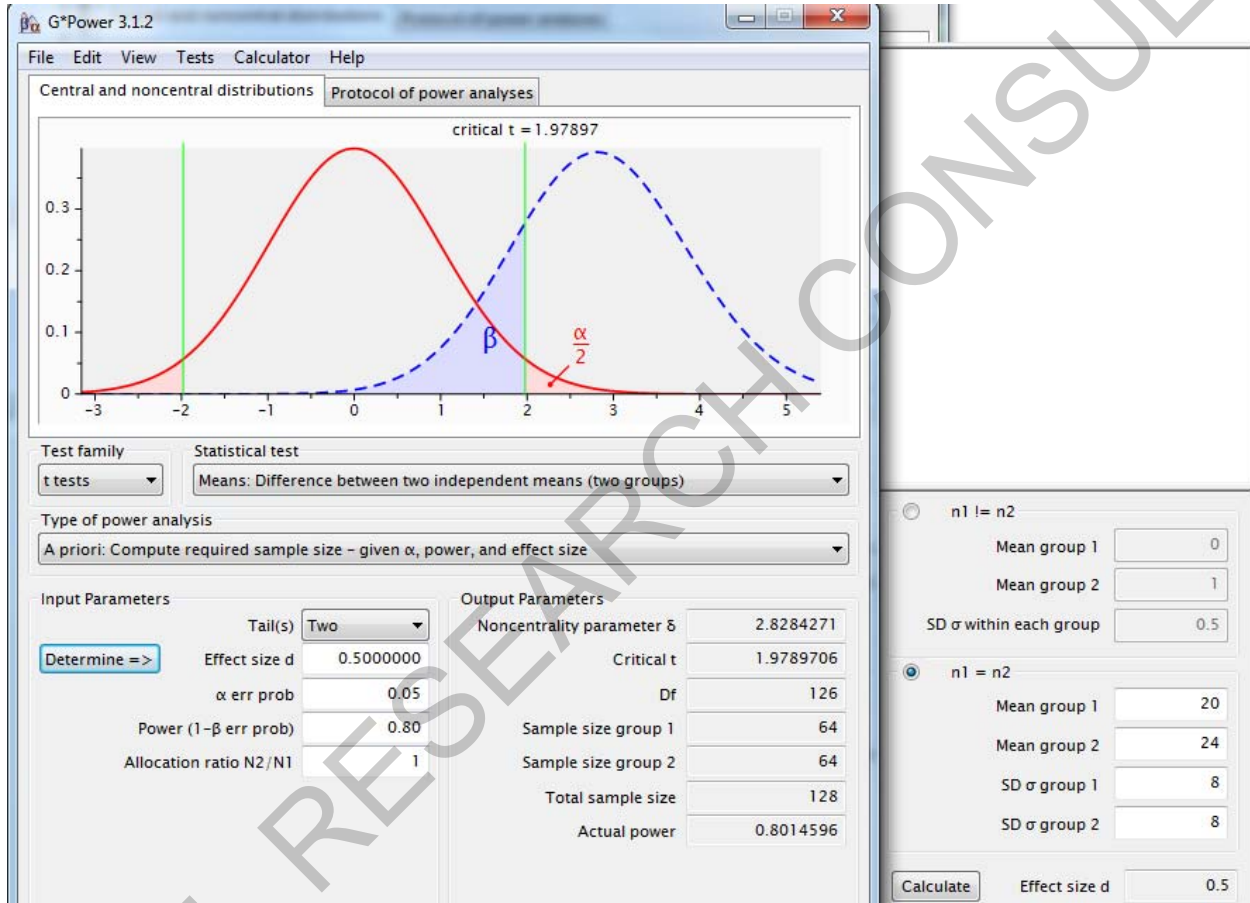 G*Power 3.1.2
File Edit View Tests Calculator Help
Central and noncentral distributions Protocol of power analyses
critical t = 1.97897
0.3
0.2
0.1
0
β
α
2
-3 -2 -1 0 1 2 3 4 5
Test family Statistical test
t tests Means: Difference between two independent means (two groups)
Type of power analysis
A priori: Compute required sample size – given α, power, and effect size
Input Parameters
Tail(s) Two
Determine => Effect size d 0.5000000
α err prob 0.05
Power (1-β err prob) 0.80
Allocation ratio N2/N1 1
Output Parameters
Noncentrality parameter δ 2.8284271
Critical t 1.9789706
Df 126
Sample size group 1 64
Sample size group 2 64
Total sample size 128
Actual power 0.8014596
n1 != n2
Mean group 1 0
Mean group 2 1
SD σ within each group 0.5
n1 = n2
Mean group 1 20
Mean group 2 24
SD σ group 1 8
SD σ group 2 8
Calculate Effect size d 0.5
RESEARCH CONSUL